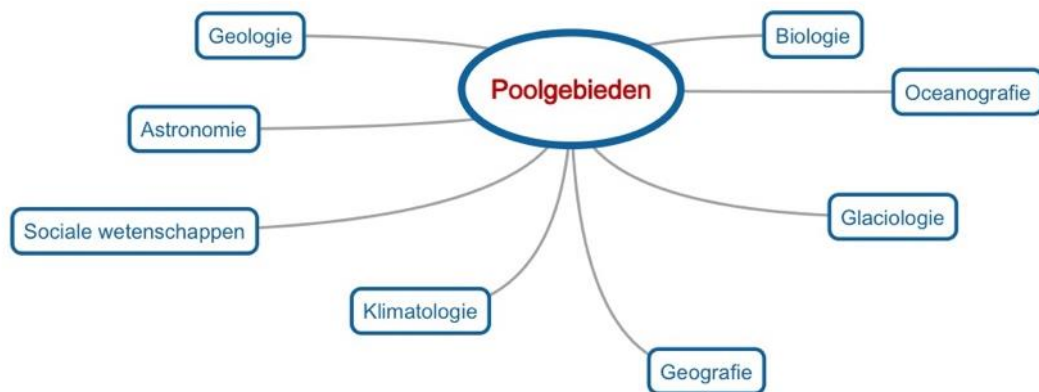 Geologie
Biologie
Poolgebieden
Oceanografie
Astronomie
Glaciologie
Sociale wetenschappen
Klimatologie
Geografie